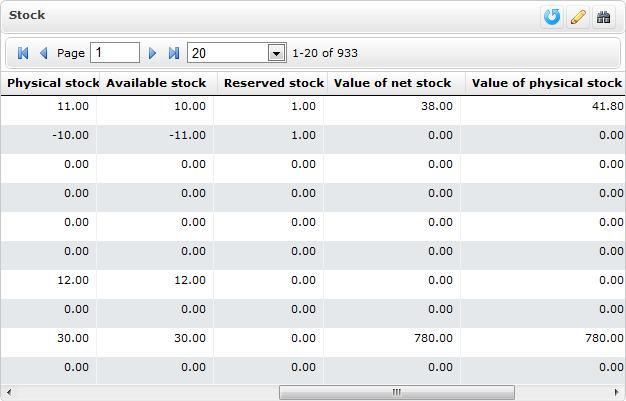 Stock
Page 1 20 1-20 of 933
Physical stock Available stock Reserved stock Value of net stock Value of physical stock
11.00 10.00 1.00 38.00 41.80
-10.00 -11.00 1.00 0.00 0.00
0.00 0.00 0.00 0.00 0.00
0.00 0.00 0.00 0.00 0.00
0.00 0.00 0.00 0.00 0.00
0.00 0.00 0.00 0.00 0.00
12.00 12.00 0.00 0.00 0.00
0.00 0.00 0.00 0.00 0.00
30.00 30.00 0.00 780.00 780.00
0.00 0.00 0.00 0.00 0.00